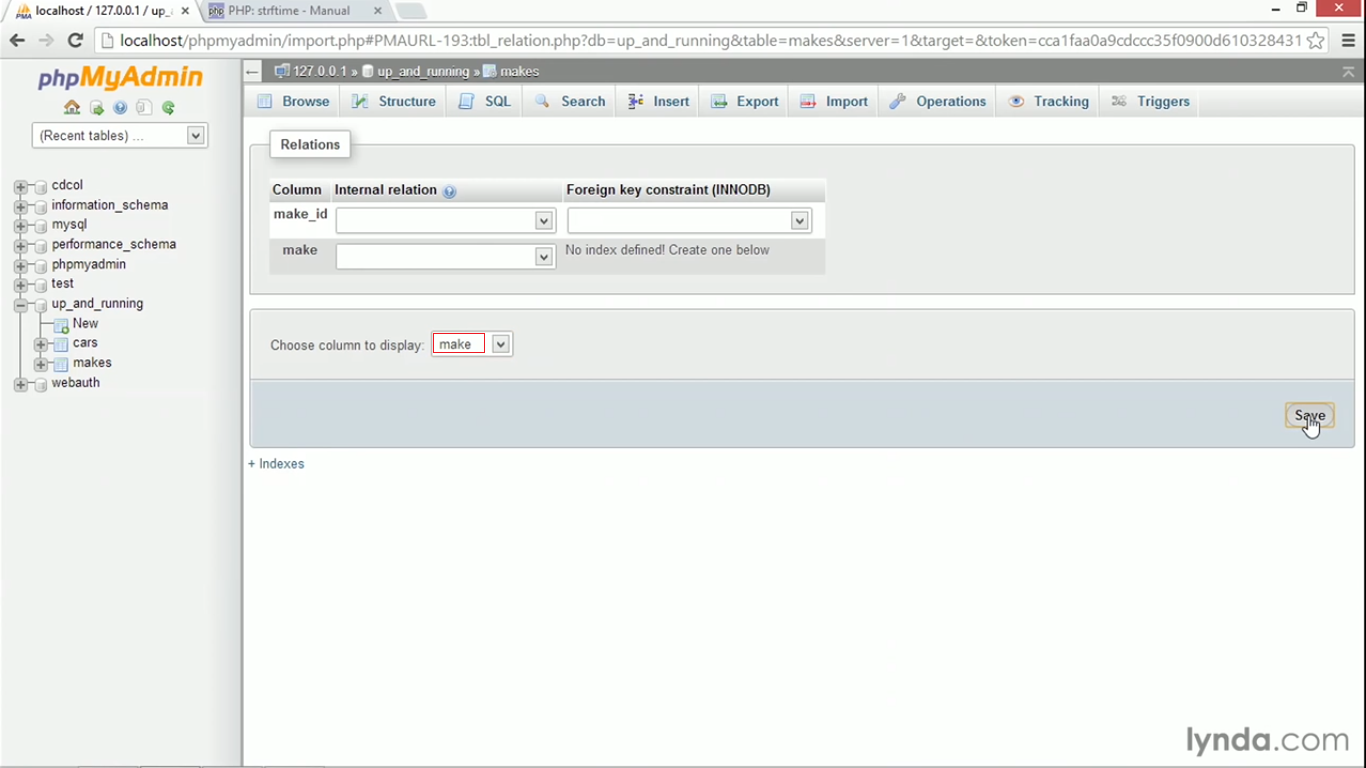 localhost / 127.0.0.1 / up_a
PHP: strftime - Manual
localhost/phpmyadmin/import.php#PMAURL-193:tbl_relation.php?db=up_and_running&table=makes&server=1&target=&token=cca1faa0a9cdccc35f0900d610328431
phpMyAdmin
(Recent tables) ...
cdcol
information_schema
mysql
performance_schema
phpmyadmin
test
up_and_running
New
cars
makes
webauth
127.0.0.1 » up_and_running » makes
Browse Structure SQL Search Insert Export Import Operations Tracking Triggers
Relations
Column Internal relation Foreign key constraint (INNODB)
make_id
make No index defined! Create one below
Choose column to display: make
Save
+ Indexes
lynda.com